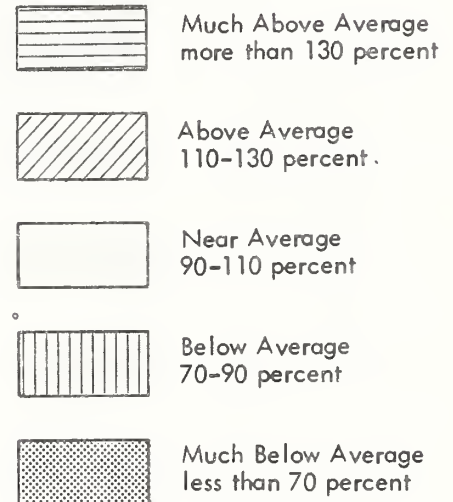 Much Above Average
more than 130 percent
Above Average
110-130 percent.
Near Average
90-110 percent
Below Average
70-90 percent
Much Below Average
less than 70 percent